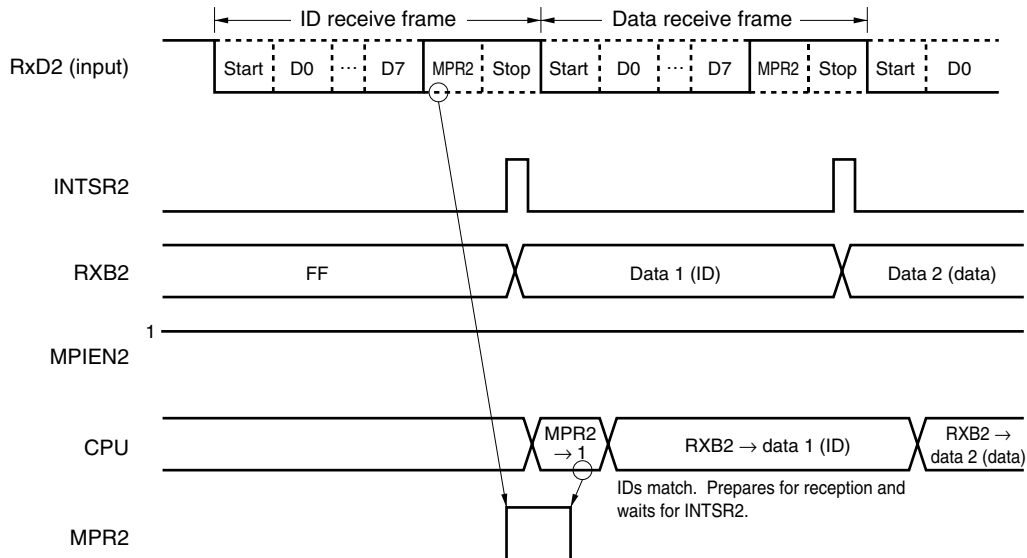 ID receive frame Data receive frame
RxD2 (input) Start D0 ... D7 MPR2 Stop Start D0 ... D7 MPR2 Stop Start D0
INTSR2
RXB2 FF Data 1 (ID) Data 2 (data)
1
MPIEN2
CPU MPR2 → 1 RXB2 → data 1 (ID) RXB2 → data 2 (data)
IDs match. Prepares for reception and
waits for INTSR2.
MPR2